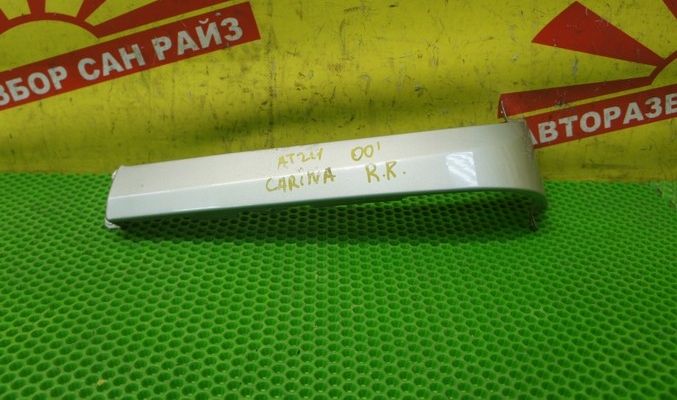 ЗБОР САН РАЙЗ
АВТОРАЗБ
AT211 00'
CARINA R.R.